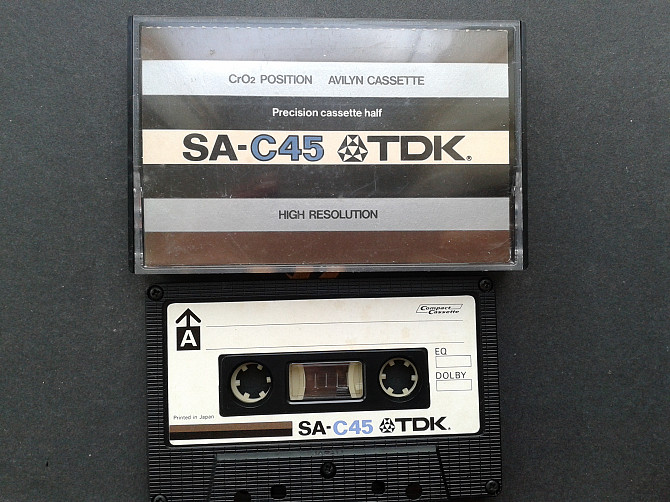 CrO2 POSITION AVILYN CASSETTE
Precision cassette half
SA-C45 TDK®
HIGH RESOLUTION
Compact Cassette
A
EQ
DOLBY
Printed in Japan
SA-C45 TDK.